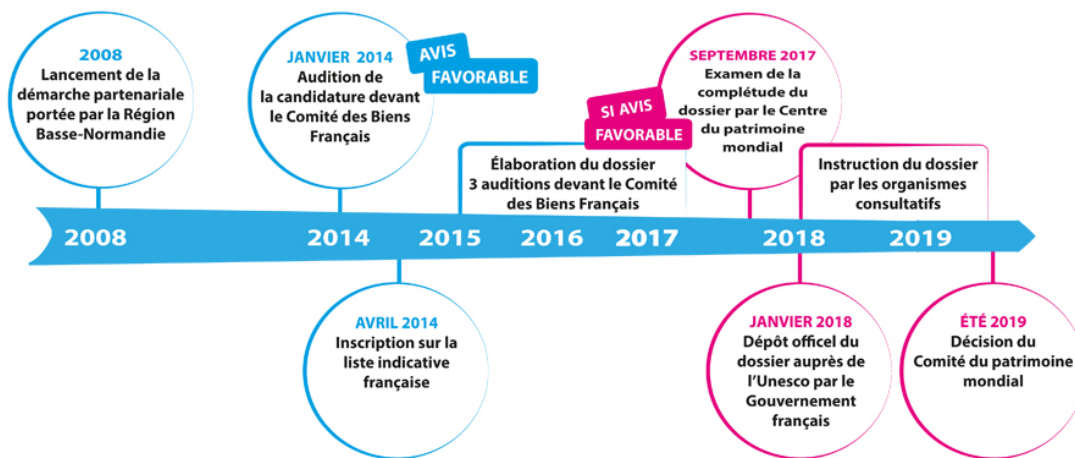 2008
Lancement de la
démarche partenariale
portée par la Région
Basse-Normandie
JANVIER 2014
Audition de
la candidature devant
le Comité des Biens
Français
AVIS
FAVORABLE
SI AVIS
FAVORABLE
SEPTEMBRE 2017
Examen de la
complétude du
dossier par le Centre
du patrimoine
mondial
Élaboration du dossier
3 auditions devant le Comité
des Biens Français
Instruction du dossier
par les organismes
consultatifs
2008 2014 2015 2016 2017 2018 2019
AVRIL 2014
Inscription sur la
liste indicative
française
JANVIER 2018
Dépôt officel du
dossier auprès de
l'Unesco par le
Gouvernement
français
ÉTÉ 2019
Décision du
Comité du patrimoine
mondial